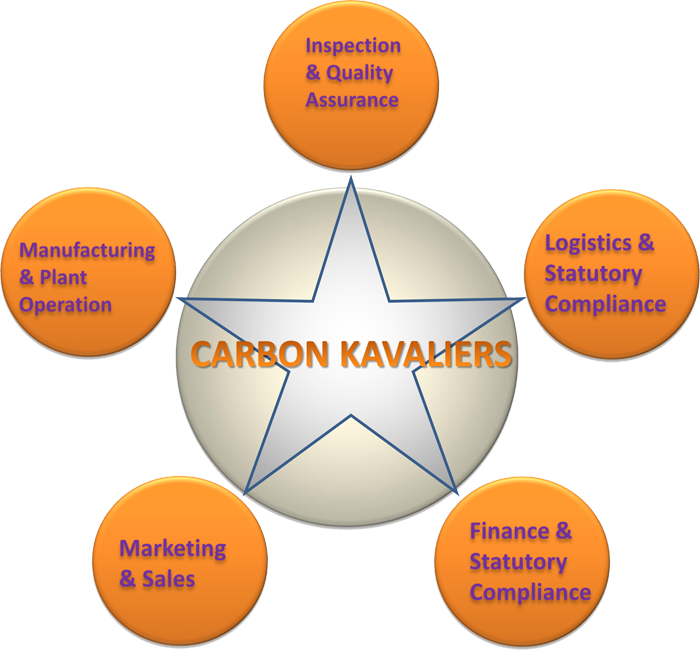 Inspection
& Quality
Assurance
Manufacturing
& Plant
Operation
Logistics &
Statutory
Compliance
CARBON KAVALIERS
Marketing
& Sales
Finance &
Statutory
Compliance